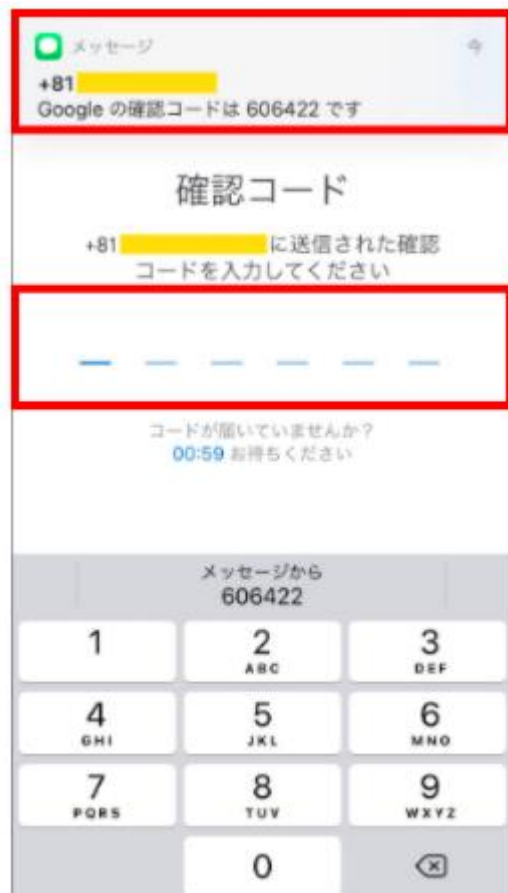 メッセージ 今
+81
Google の確認コードは 606422 です
確認コード
+81 に送信された確認
コードを入力してください
コードが届いていませんか？
00:59 お待ちください
メッセージから
606422
1 2 3
ABC DEF
4 5 6
GHI JKL MNO
7 8 9
PQRS TUV WXYZ
0